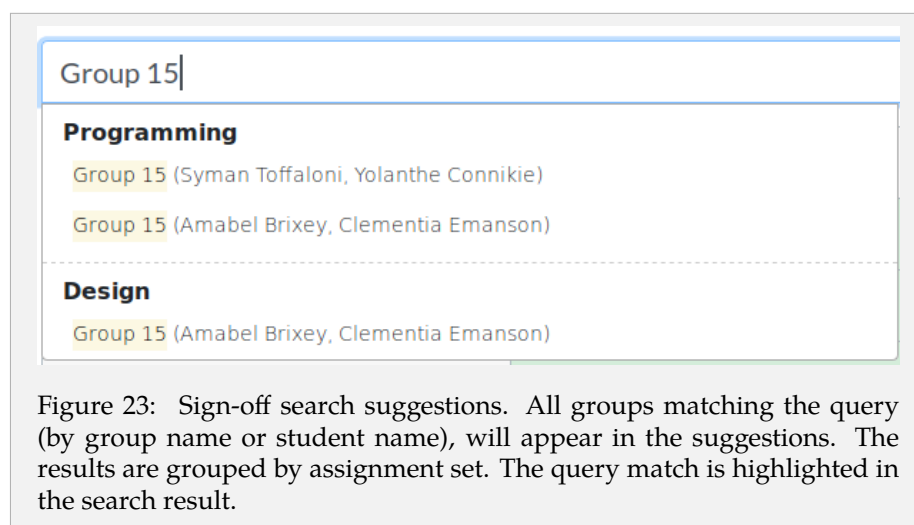 Group 15
Programming
Group 15 (Syman Toffaloni, Yolanthe Connikie)
Group 15 (Amabel Brixey, Clementia Emanson)
Design
Group 15 (Amabel Brixey, Clementia Emanson)
Figure 23: Sign-off search suggestions. All groups matching the query
(by group name or student name), will appear in the suggestions. The
results are grouped by assignment set. The query match is highlighted in
the search result.